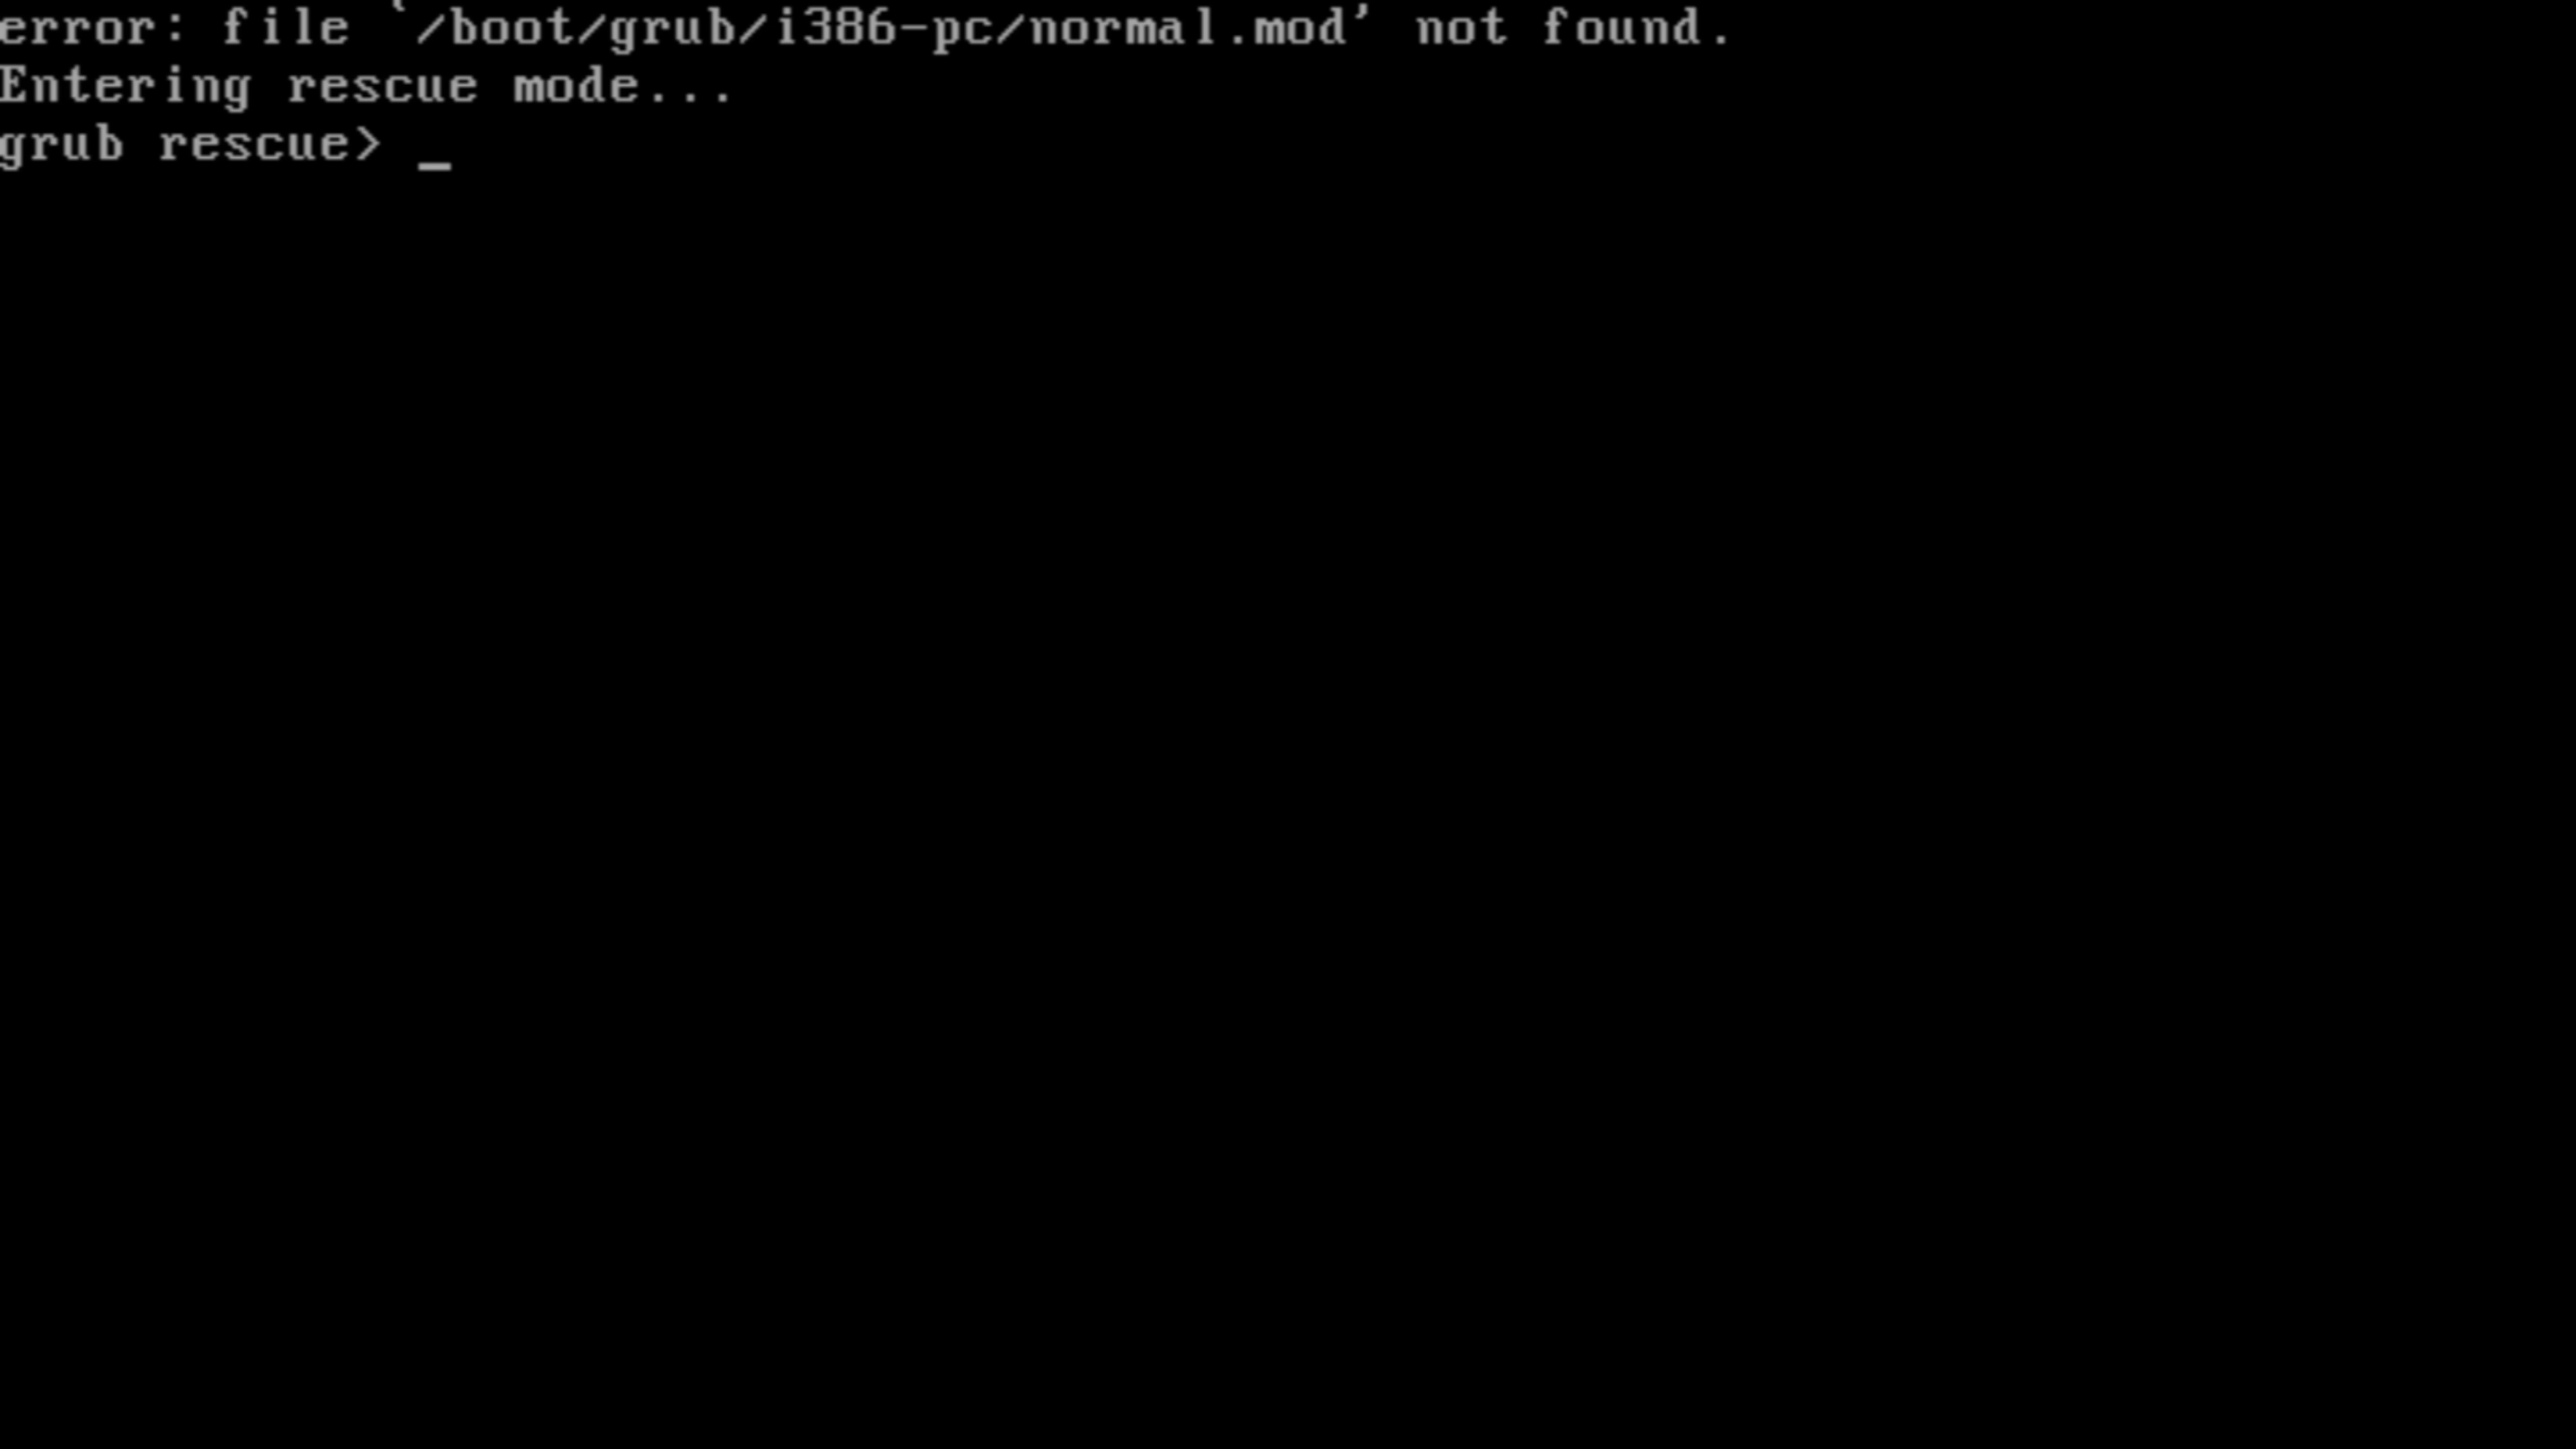 error: file `/boot/grub/i386-pc/normal.mod' not found.
Entering rescue mode...
grub rescue> _